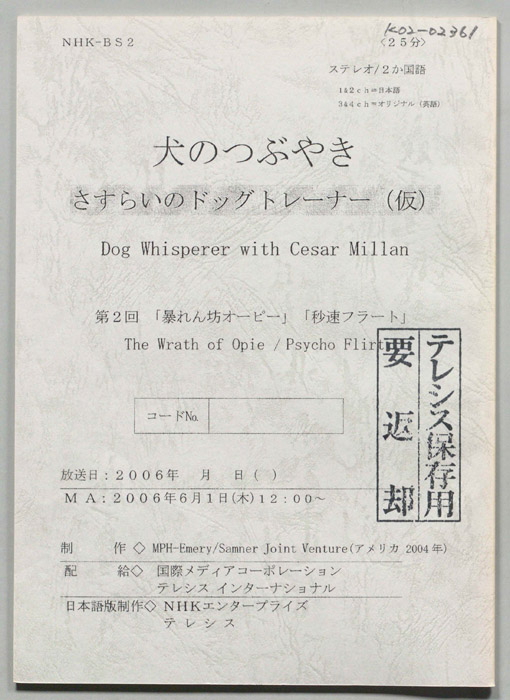 K02-02361
NHK-BS2
〈25分〉
ステレオ/2か国語
1&2ch=日本語
3&4ch=オリジナル(英語)
犬のつぶやき
さすらいのドッグトレーナー(仮)
Dog Whisperer with Cesar Millan
第2回 「暴れん坊オーピー」「秒速フラート」
The Wrath of Opie / Psycho Flirt
コードNo.
テレシス保存用
要返却
放送日:2006年 月 日( )
MA:2006年6月1日(木)12:00~
制 作◇ MPH-Emery/Samner Joint Venture(アメリカ 2004年)
配 給◇ 国際メディアコーポレーション
テレシス インターナショナル
日本語版制作◇ NHKエンタープライズ
テレシス